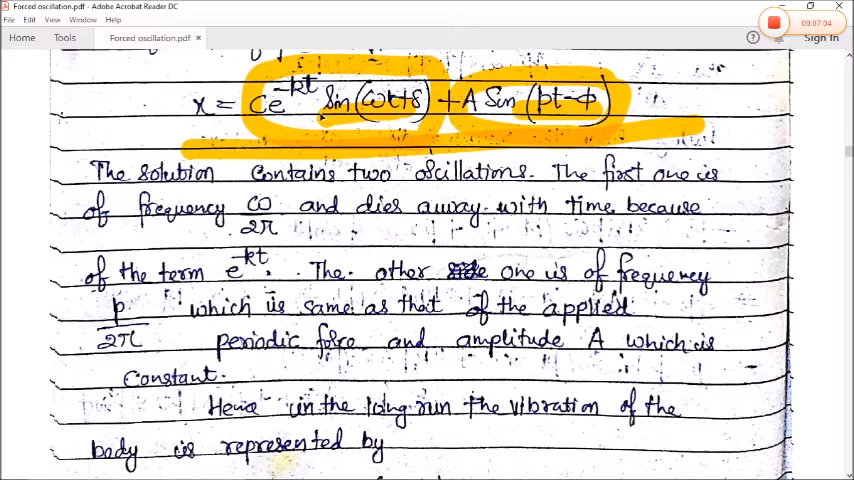 Forced oscillation.pdf - Adobe Acrobat Reader DC
00:07:04
File Edit View Window Help
Home Tools Forced oscillation.pdf × Sign In
x = Ce^-kt Sin(ωt+δ) + A Sin (pt-Φ)
The solution contains two oscillations. The first one is
of frequency ω/2π and dies away with time because
of the term e^-kt. The other one is of frequency
p/2π which is same as that of the applied
periodic force and amplitude A which is
Constant.
Hence in the long run the vibration of the
body is represented by